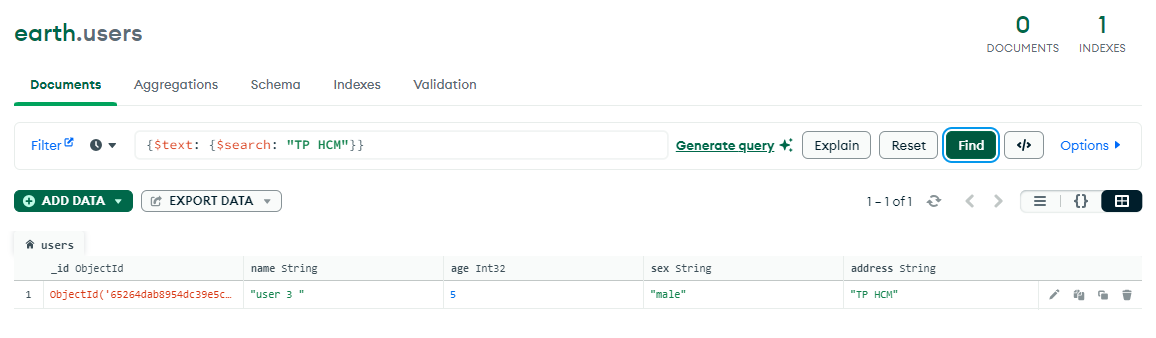 earth.users
0
DOCUMENTS
1
INDEXES
Documents Aggregations Schema Indexes Validation
Filter {$text: {$search: "TP HCM"}} Generate query Explain Reset Find </> Options
ADD DATA EXPORT DATA 1 – 1 of 1 {}
users
_id ObjectId name String age Int32 sex String address String
1 ObjectId('65264dab8954dc39e5c… "user 3 " 5 "male" "TP HCM"